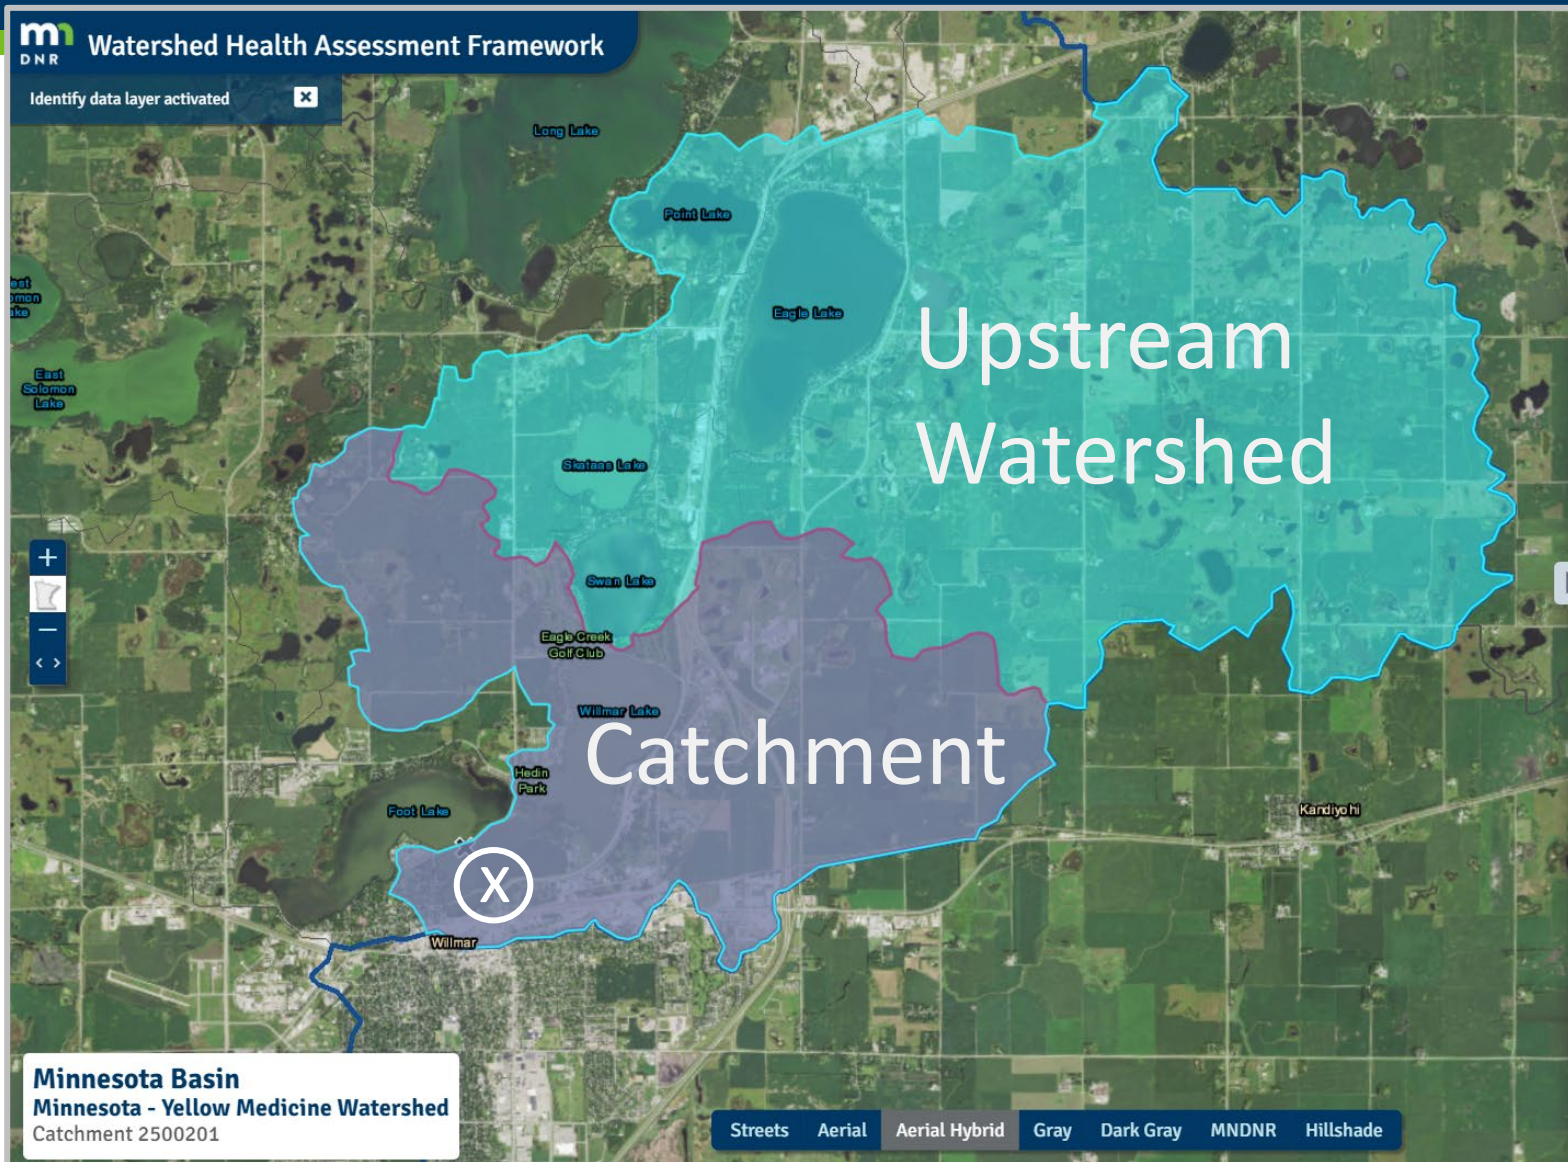 m
DNR
Watershed Health Assessment Framework
Identify data layer activated
Long Lake
Point Lake
Eagle Lake
East
Solomon
Lake
Upstream
Watershed
Skataas Lake
Swan Lake
Eagle Creek
Golf Club
Willmar Lake
Catchment
Hedin
Park
Foot Lake
Kandiyohi
X
Willmar
Minnesota Basin
Minnesota - Yellow Medicine Watershed
Catchment 2500201
Streets Aerial Aerial Hybrid Gray Dark Gray MNDNR Hillshade